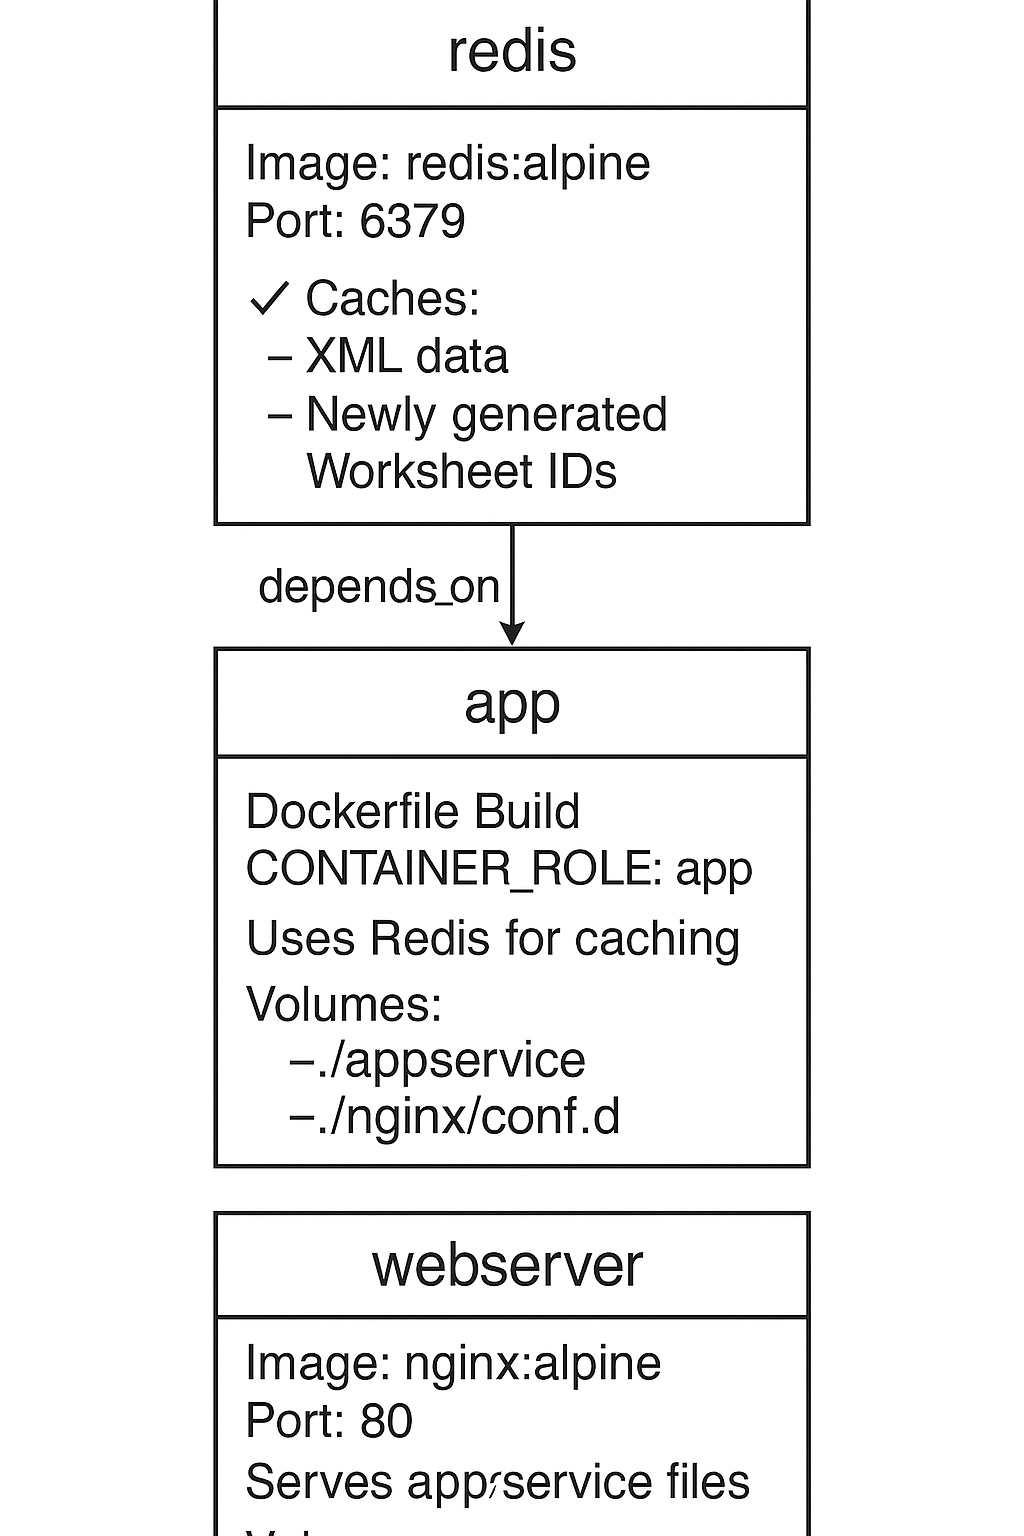 redis
Image: redis:alpine
Port: 6379
✓ Caches:
– XML data
– Newly generated
Worksheet IDs
depends_on
app
Dockerfile Build
CONTAINER_ROLE: app
Uses Redis for caching
Volumes:
–./appservice
–./nginx/conf.d
webserver
Image: nginx:alpine
Port: 80
Serves app service files